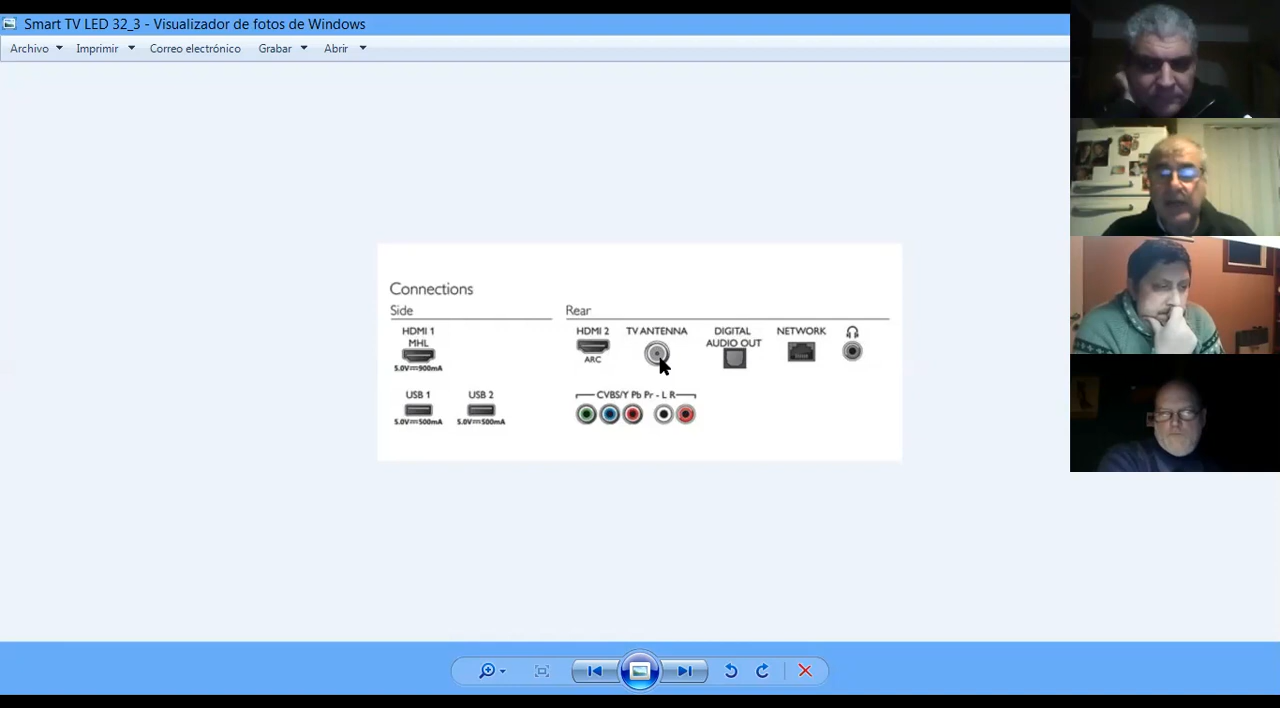 Smart TV LED 32_3 - Visualizador de fotos de Windows
Archivo Imprimir Correo electrónico Grabar Abrir
Connections
Side
HDMI 1
MHL
5.0V⎓900mA
USB 1 USB 2
5.0V⎓500mA 5.0V⎓500mA
Rear
HDMI 2 TV ANTENNA DIGITAL NETWORK
AUDIO OUT
ARC
CVBS/Y Pb Pr - L R